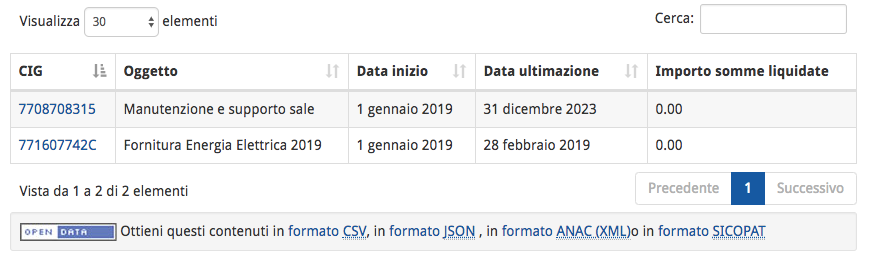 Visualizza 30 elementi Cerca:
CIG Oggetto Data inizio Data ultimazione Importo somme liquidate
7708708315 Manutenzione e supporto sale 1 gennaio 2019 31 dicembre 2023 0.00
771607742C Fornitura Energia Elettrica 2019 1 gennaio 2019 28 febbraio 2019 0.00
Vista da 1 a 2 di 2 elementi Precedente 1 Successivo
OPEN DATA Ottieni questi contenuti in formato CSV, in formato JSON , in formato ANAC (XML)o in formato SICOPAT